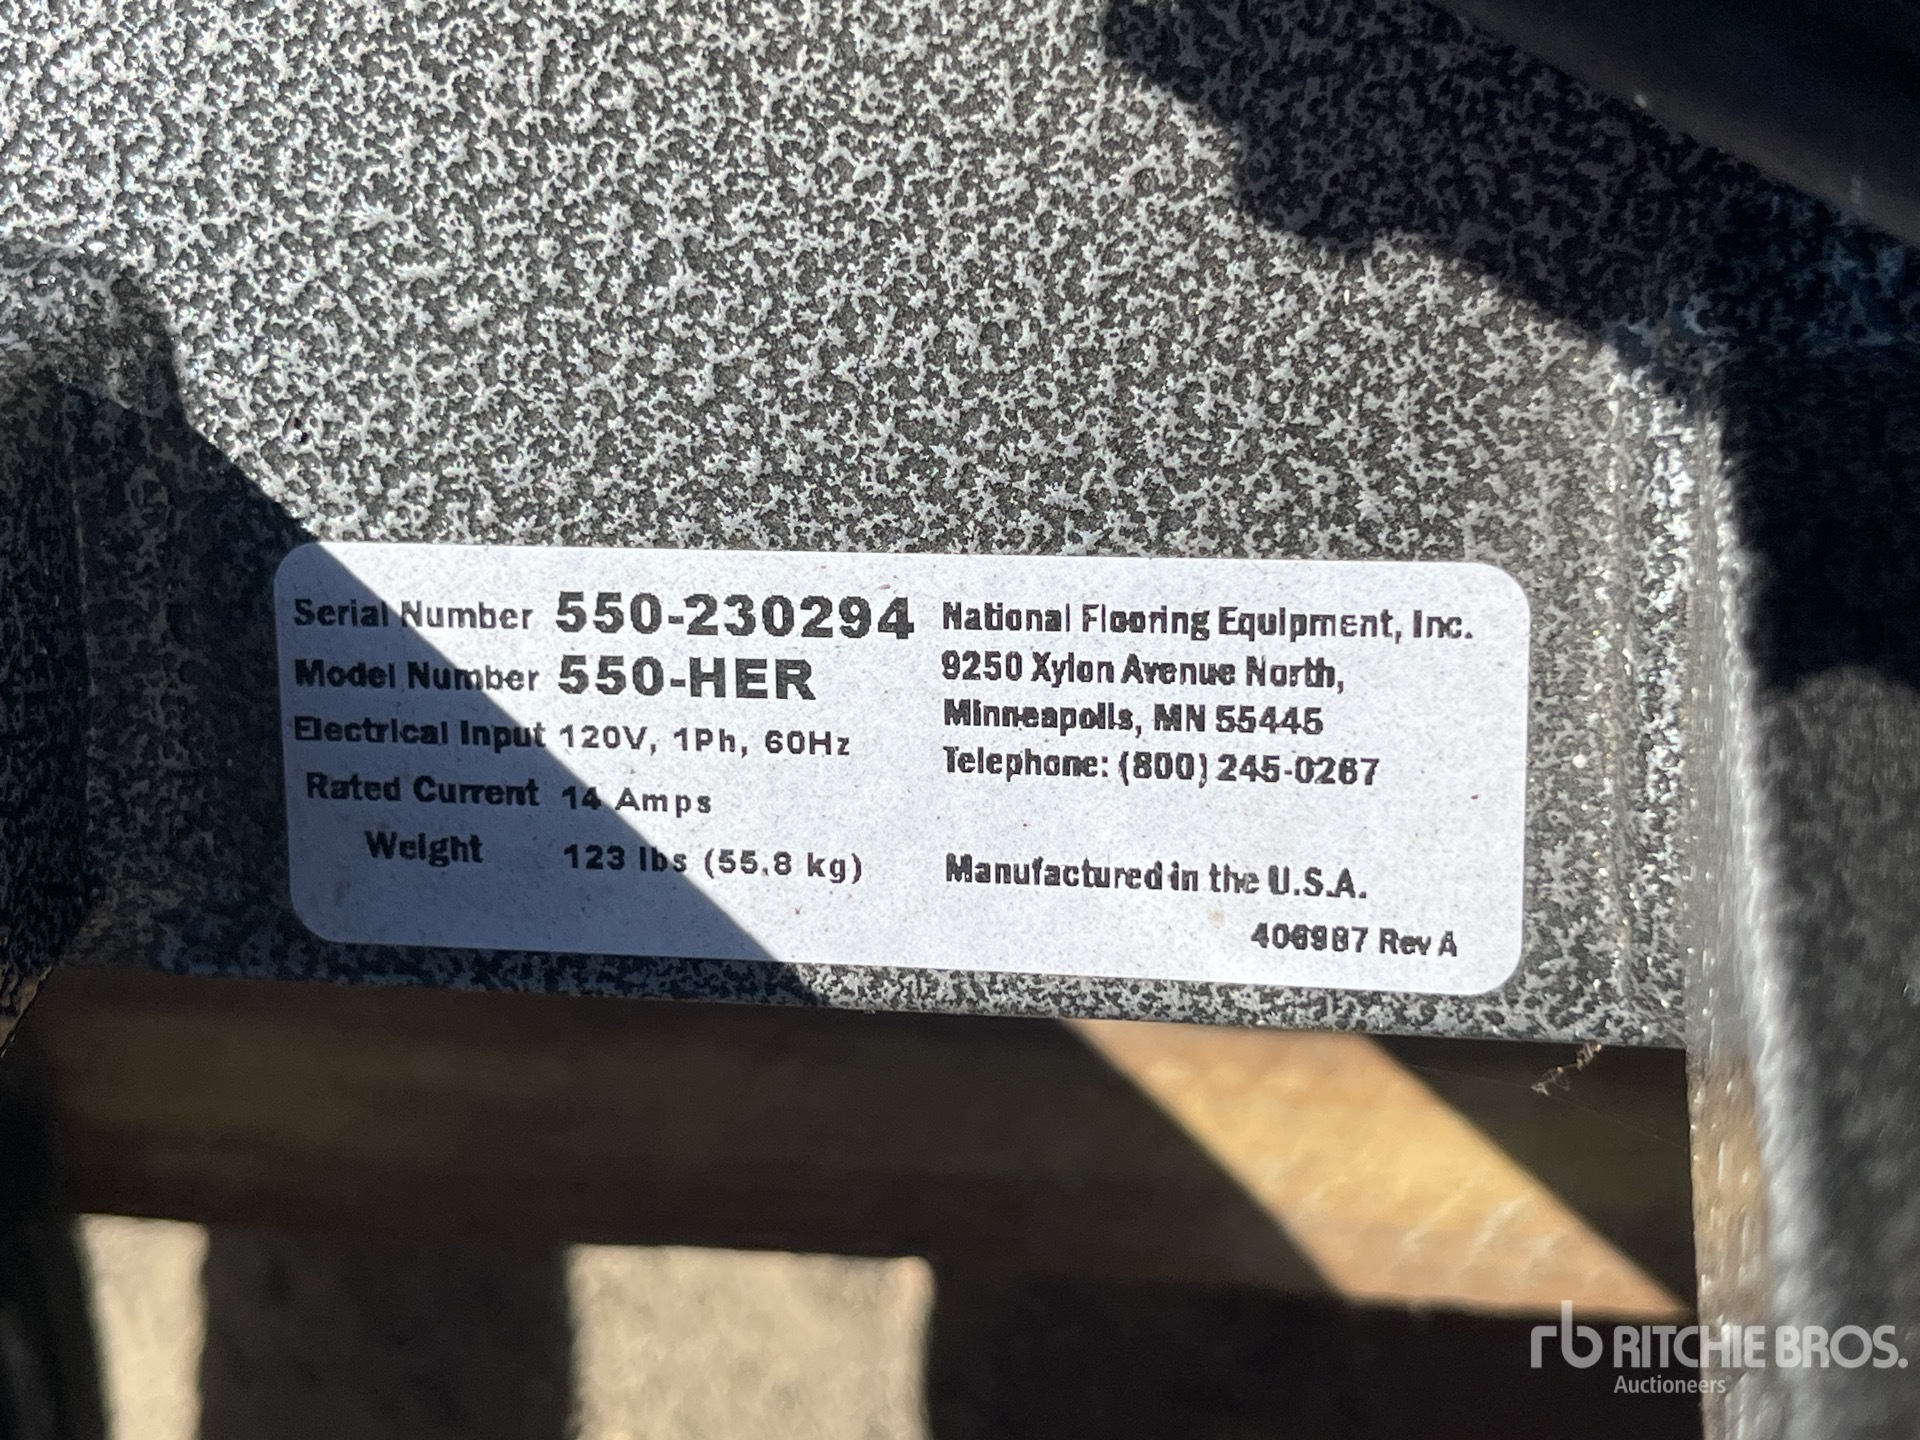 Serial Number 550-230294
Model Number 550-HER
Electrical Input 120V, 1Ph, 60Hz
Rated Current 14 Amps
Weight 123 lbs (55.8 kg)
National Flooring Equipment, Inc.
9250 Xylon Avenue North,
Minneapolis, MN 55445
Telephone: (800) 245-0267
Manufactured in the U.S.A.
406987 Rev A
rb RITCHIE BROS.
Auctioneers